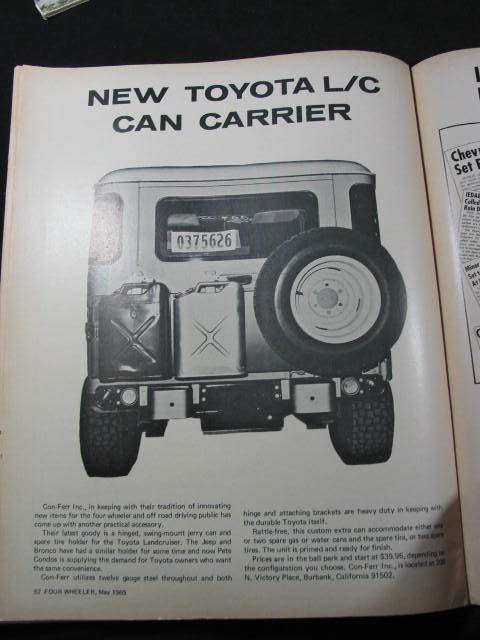 NEW TOYOTA L/C
CAN CARRIER
0375626
Con-Ferr Inc., in keeping with their tradition of innovating
new items for the four wheeler and off road driving public has
come up with another practical accessory.
Their latest goody is a hinged, swing-mount jerry can and
spare tire holder for the Toyota Landcruiser. The Jeep and
Bronco have had a similar holder for some time and now Pete
Condos is supplying the demand for Toyota owners who want
the same convenience.
Con-Ferr utilizes twelve gauge steel throughout and both
hinge and attaching brackets are heavy duty in keeping with
the durable Toyota itself.
Rattle-free, this custom extra can accommodate either one
or two spare gas or water cans and the spare tire, or two spare
tires. The unit is primed and ready for finish.
Prices are in the ball park and start at $39.95, depending on
the configuration you choose. Con-Ferr Inc., is located at 300
N. Victory Place, Burbank, California 91502.
52 FOUR WHEELER, May 1969
Chev
Set